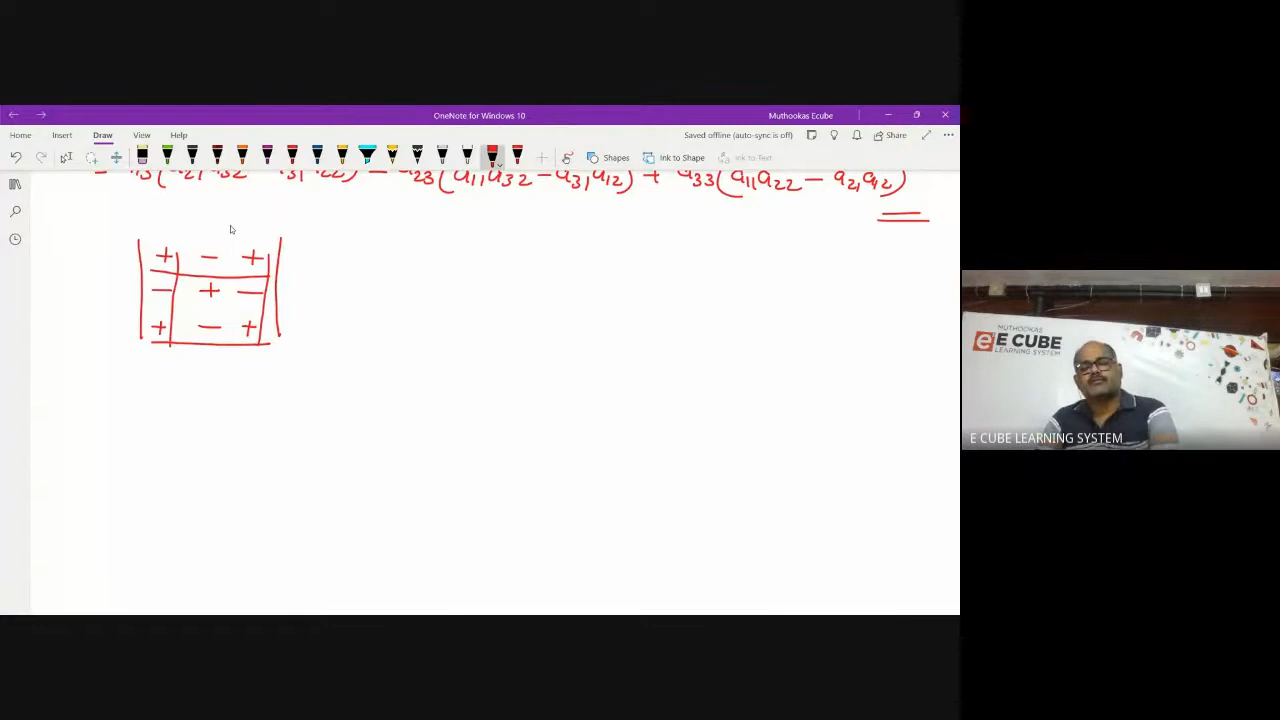 OneNote for Windows 10
Muthookas Ecube
Home Insert Draw View Help
Saved offline (auto-sync is off)
Share
Shapes
Ink to Shape
Ink to Text
- a23(a11a32 - a31a12) + a33(a11a22 - a21a12)
+ - +
- + -
+ - +
MUTHOOKAS
E CUBE
LEARNING SYSTEM
E CUBE LEARNING SYSTEM